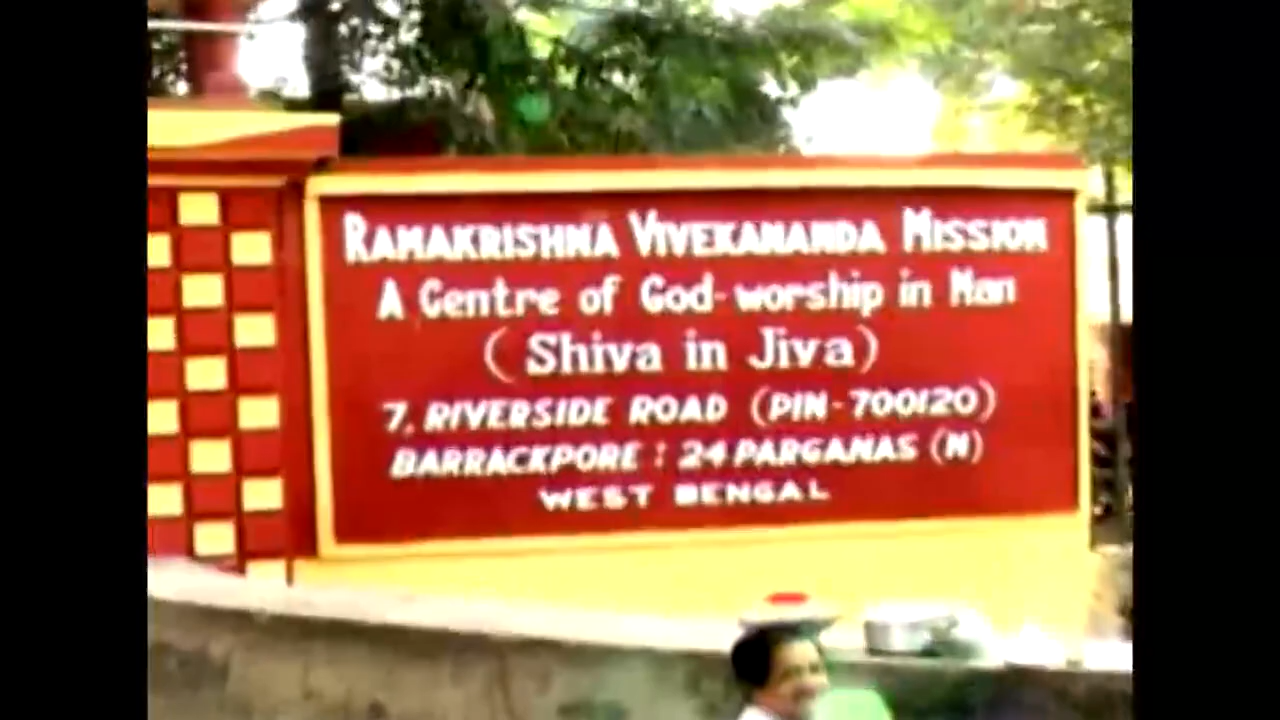 RAMAKRISHNA VIVEKANANDA MISSION
A Centre of God-worship in Man
(Shiva in Jiva)
7, RIVERSIDE ROAD (PIN-700120)
BARRACKPORE : 24 PARGANAS (N)
WEST BENGAL